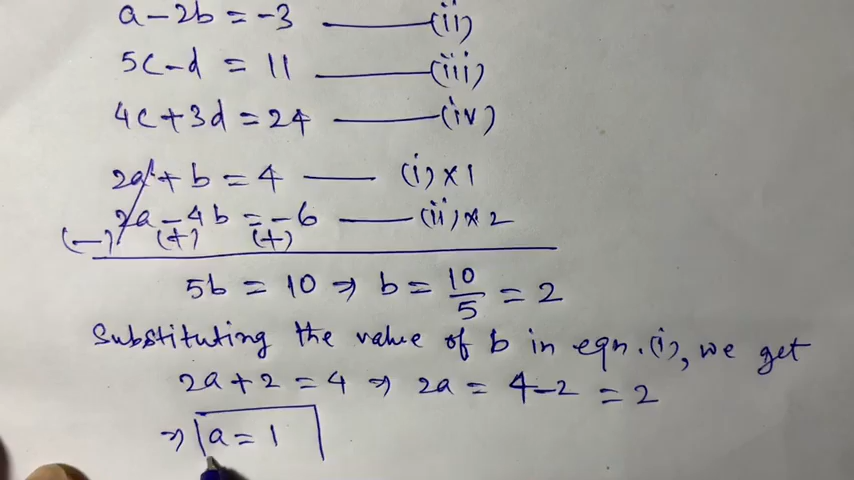 a - 2b = -3 ——— (ii)
5c - d = 11 ——— (iii)
4c + 3d = 24 ——— (iv)
2a + b = 4 —— (i) × 1
2a - 4b = -6 —— (ii) × 2
(-) (+) (+)
5b = 10 ⇒ b = 10/5 = 2
Substituting the value of b in eqn. (i), we get
2a + 2 = 4 ⇒ 2a = 4 - 2 = 2
⇒ a = 1